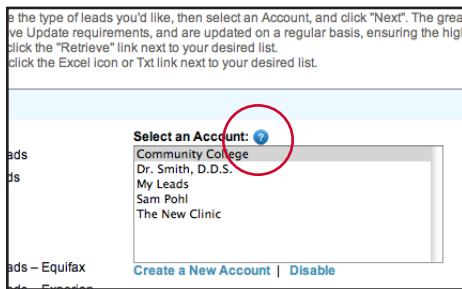 e the type of leads you'd like, then select an Account, and click "Next". The grea
ve Update requirements, and are updated on a regular basis, ensuring the hig
click the "Retrieve" link next to your desired list.
click the Excel icon or Txt link next to your desired list.
Select an Account: ?
ads
Community College
ds
Dr. Smith, D.D.S.
My Leads
Sam Pohl
The New Clinic
ads – Equifax
Create a New Account | Disable
ads – Experian